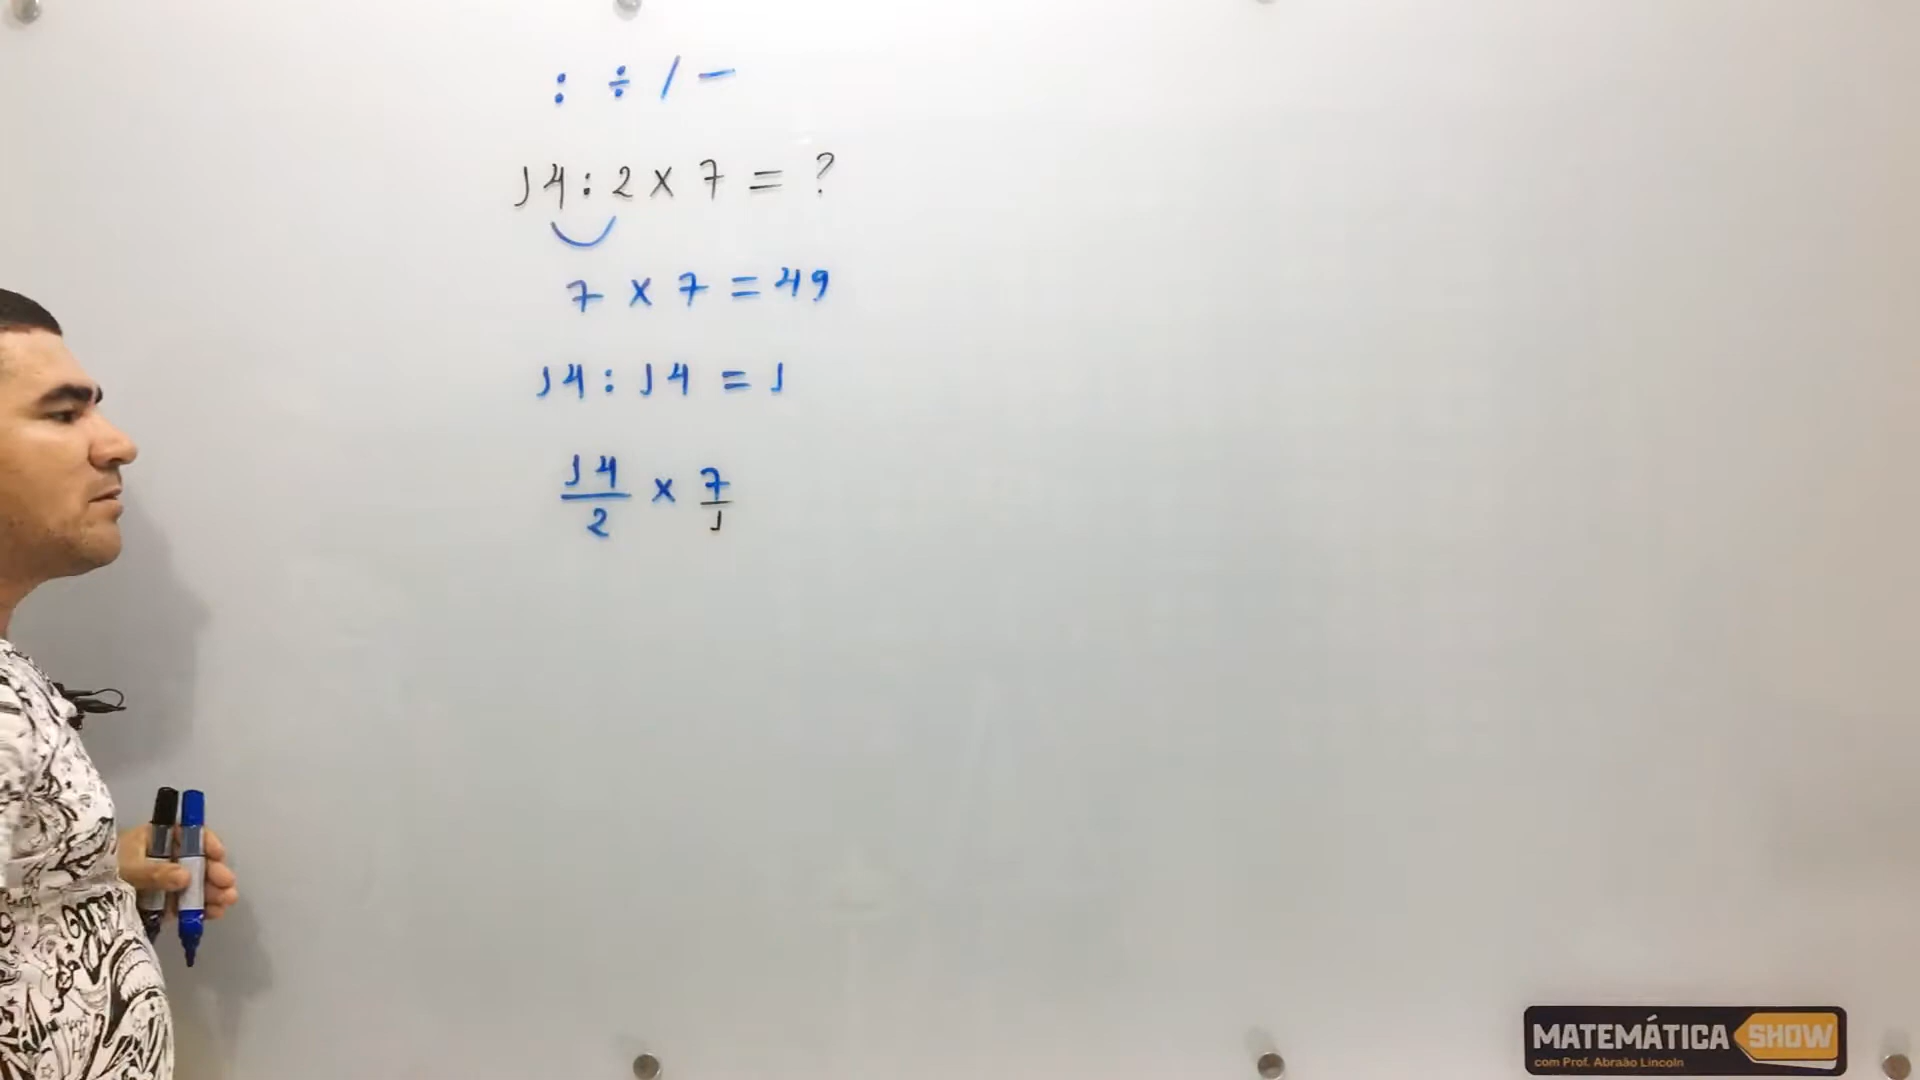 : ÷ / —
14 : 2 x 7 = ?
7 x 7 = 49
14 : 14 = 1
14/2 x 7/1
MATEMÁTICA SHOW
com Prof. Abraão Lincoln